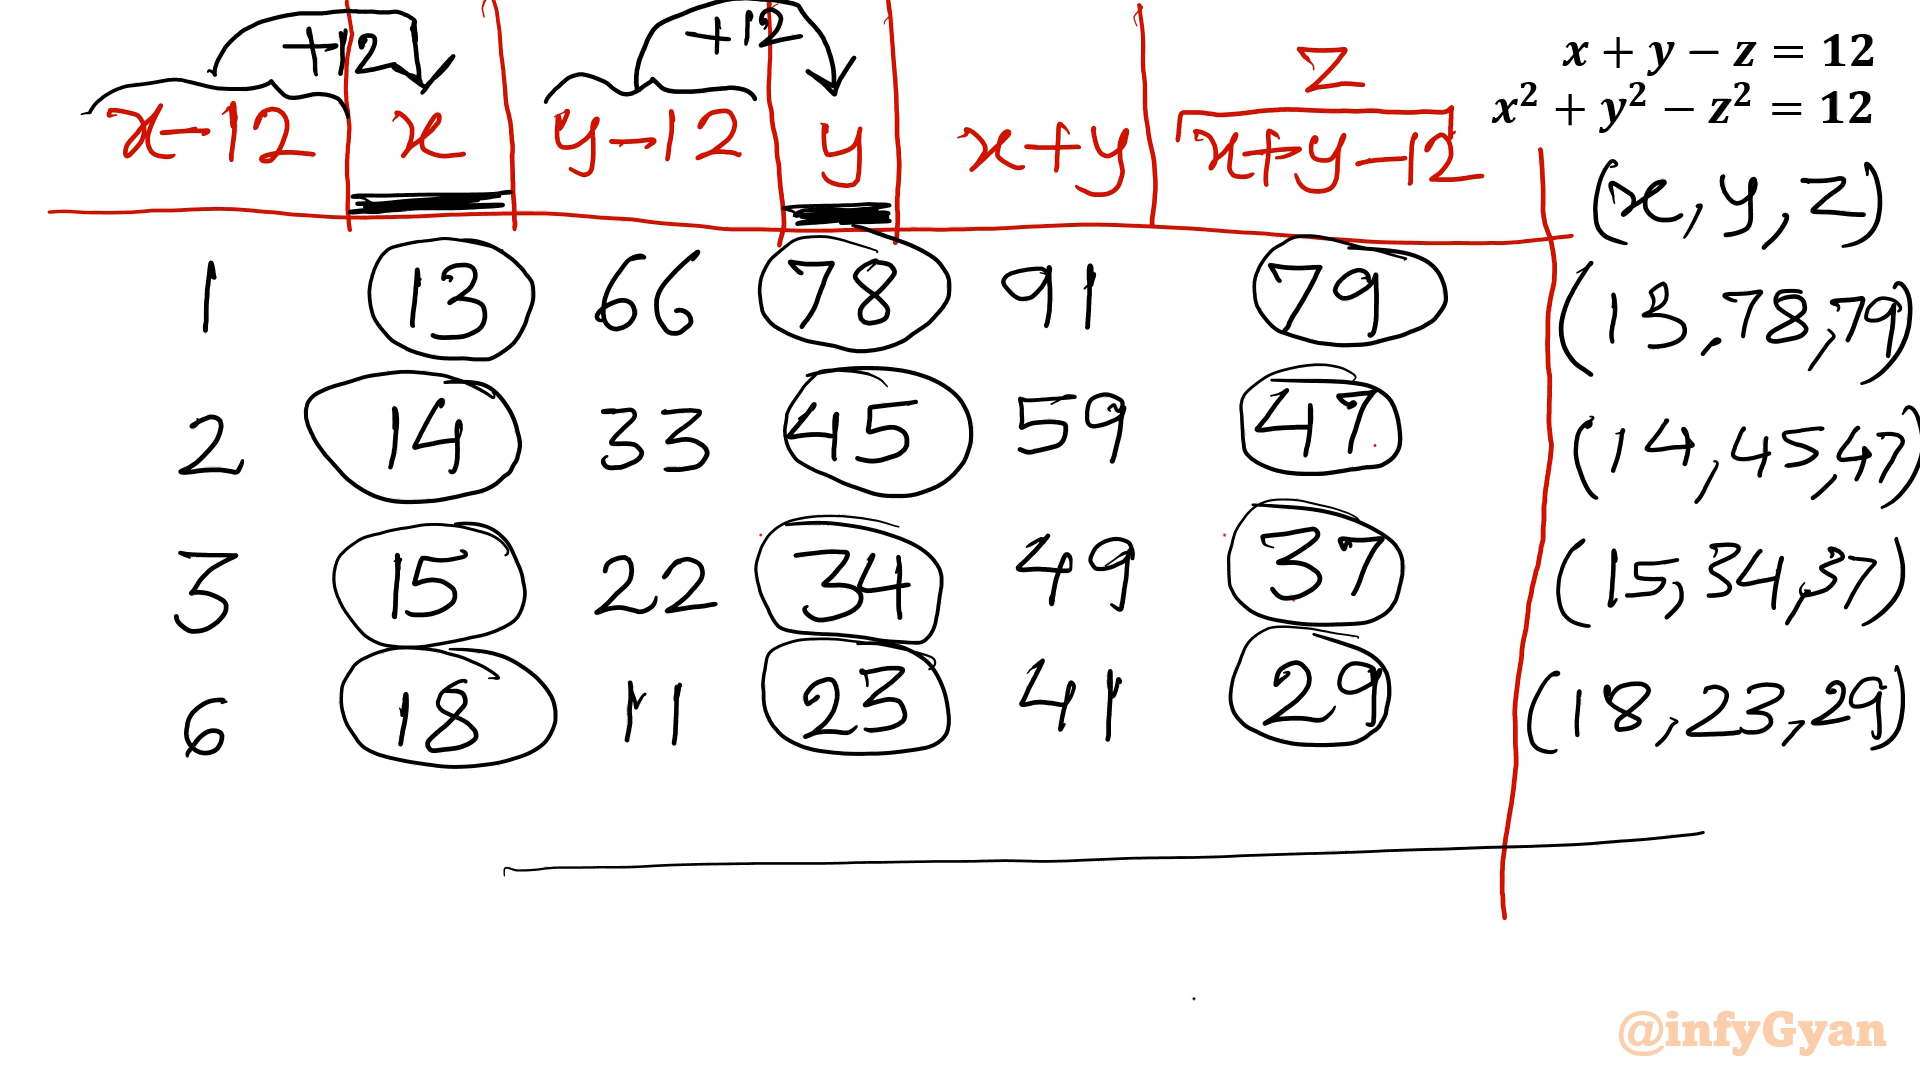 +12 +12
x + y − z = 12
x² + y² − z² = 12
x−12 x y−12 y x+y z
x+y−12
(x, y, z)
1 13 66 78 91 79 (13, 78, 79)
2 14 33 45 59 47 (14, 45, 47)
3 15 22 34 49 37 (15, 34, 37)
6 18 11 23 41 29 (18, 23, 29)
@infyGyan